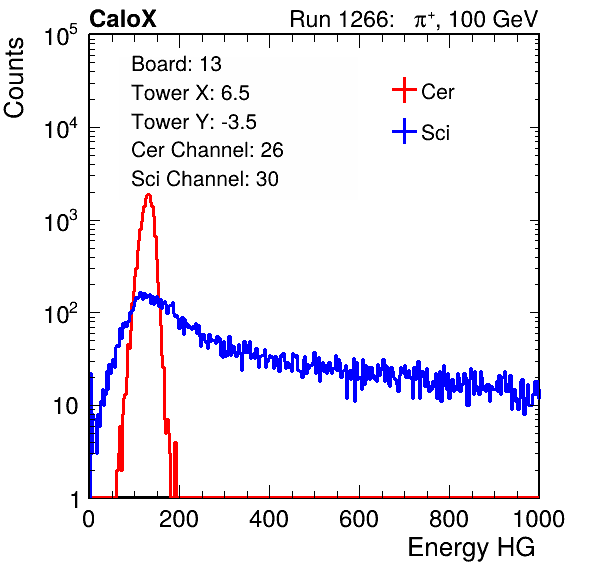 CaloX Run 1266: π⁺, 100 GeV
Counts
10⁵
10⁴
10³
10²
10
1
Board: 13
Tower X: 6.5
Tower Y: -3.5
Cer Channel: 26
Sci Channel: 30
Cer
Sci
0 200 400 600 800 1000
Energy HG